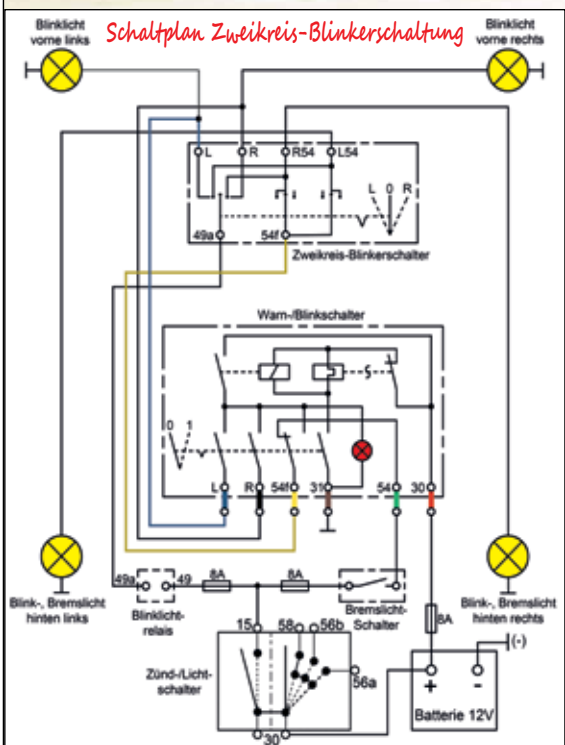 Schaltplan Zweikreis-Blinkerschaltung
Blinklicht
vorne links
Blinklicht
vorne rechts
L
R
R54
L54
L 0 R
49a
54f
Zweikreis-Blinkerschalter
Warn-/Blinkschalter
0 1
L
R
54f
31
54
30
49a
49
8A
8A
Blink-, Bremslicht
hinten links
Blinklicht-
relais
Bremslicht-
Schalter
8A
Blink-, Bremslicht
hinten rechts
15
58
56b
(-)
Zünd-/Licht-
schalter
56a
+ -
Batterie 12V
30